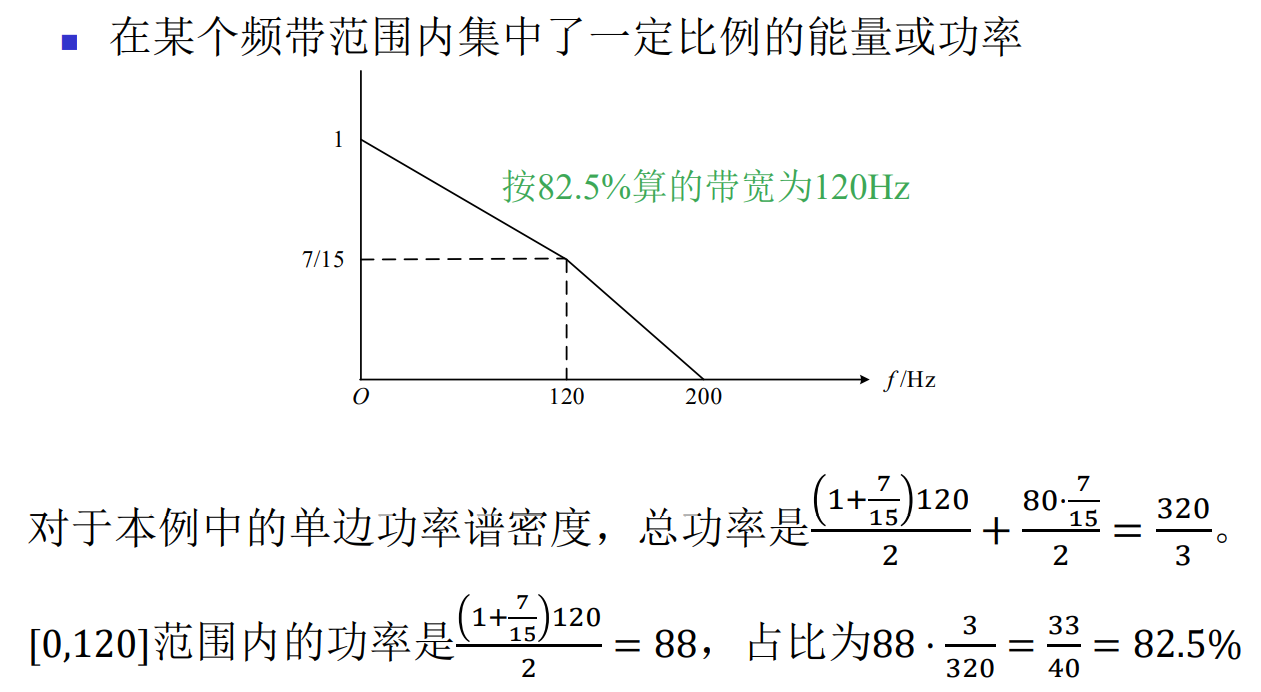 ■ 在某个频带范围内集中了一定比例的能量或功率
1
按82.5%算的带宽为120Hz
7/15
O 120 200 f/Hz
对于本例中的单边功率谱密度，总功率是\frac{\left(1+\frac{7}{15}\right)120}{2}+\frac{80\cdot\frac{7}{15}}{2}=\frac{320}{3}。
[0,120]范围内的功率是\frac{\left(1+\frac{7}{15}\right)120}{2}=88，占比为88\cdot\frac{3}{320}=\frac{33}{40}=82.5%